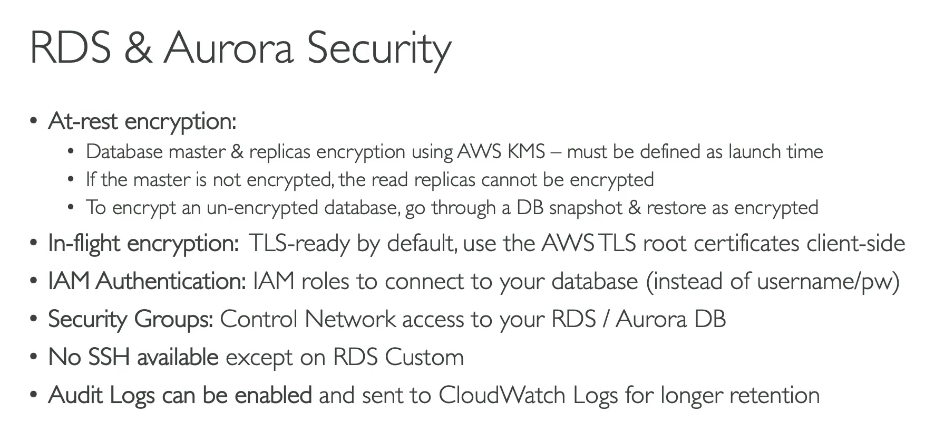 RDS & Aurora Security
• At-rest encryption:
• Database master & replicas encryption using AWS KMS – must be defined as launch time
• If the master is not encrypted, the read replicas cannot be encrypted
• To encrypt an un-encrypted database, go through a DB snapshot & restore as encrypted
• In-flight encryption: TLS-ready by default, use the AWS TLS root certificates client-side
• IAM Authentication: IAM roles to connect to your database (instead of username/pw)
• Security Groups: Control Network access to your RDS / Aurora DB
• No SSH available except on RDS Custom
• Audit Logs can be enabled and sent to CloudWatch Logs for longer retention